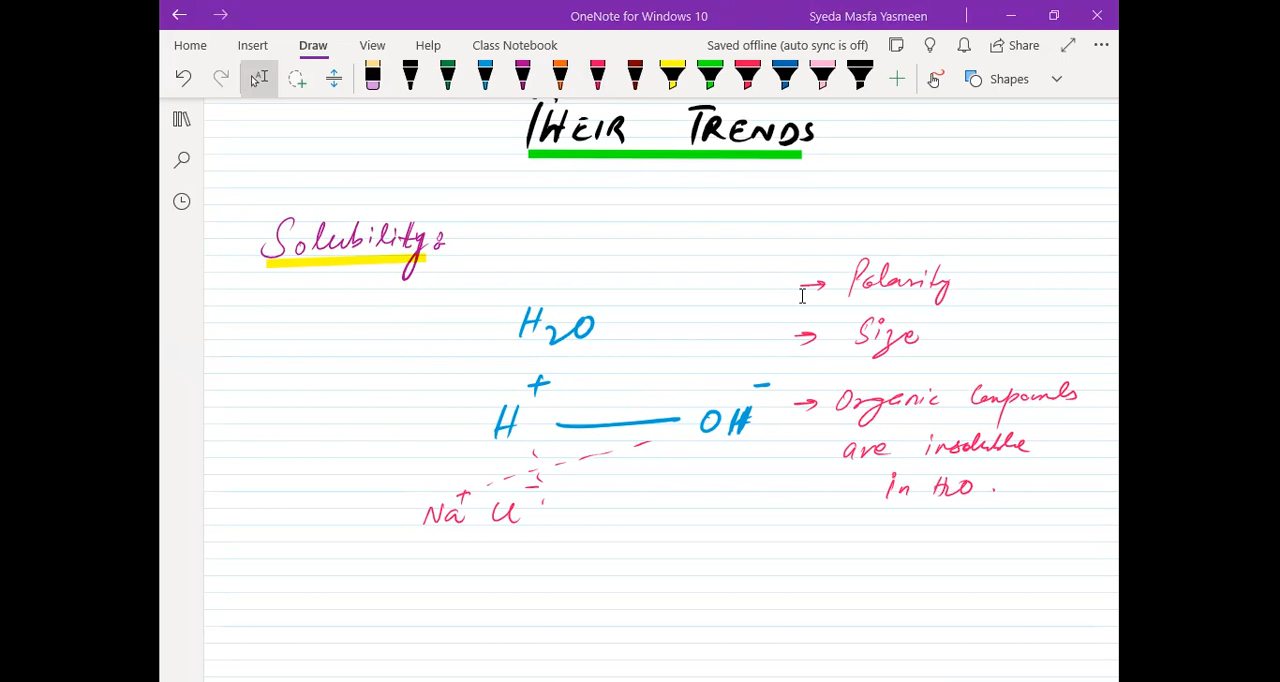 OneNote for Windows 10
Syeda Masfa Yasmeen
Home Insert Draw View Help Class Notebook
Saved offline (auto sync is off)
Share
Shapes
THEIR TRENDS
Solubility:
→ Polarity
H2O
→ Size
+ -
H — OH
→ Organic Compounds
are insoluble
in H2O.
+ -
Na Cl